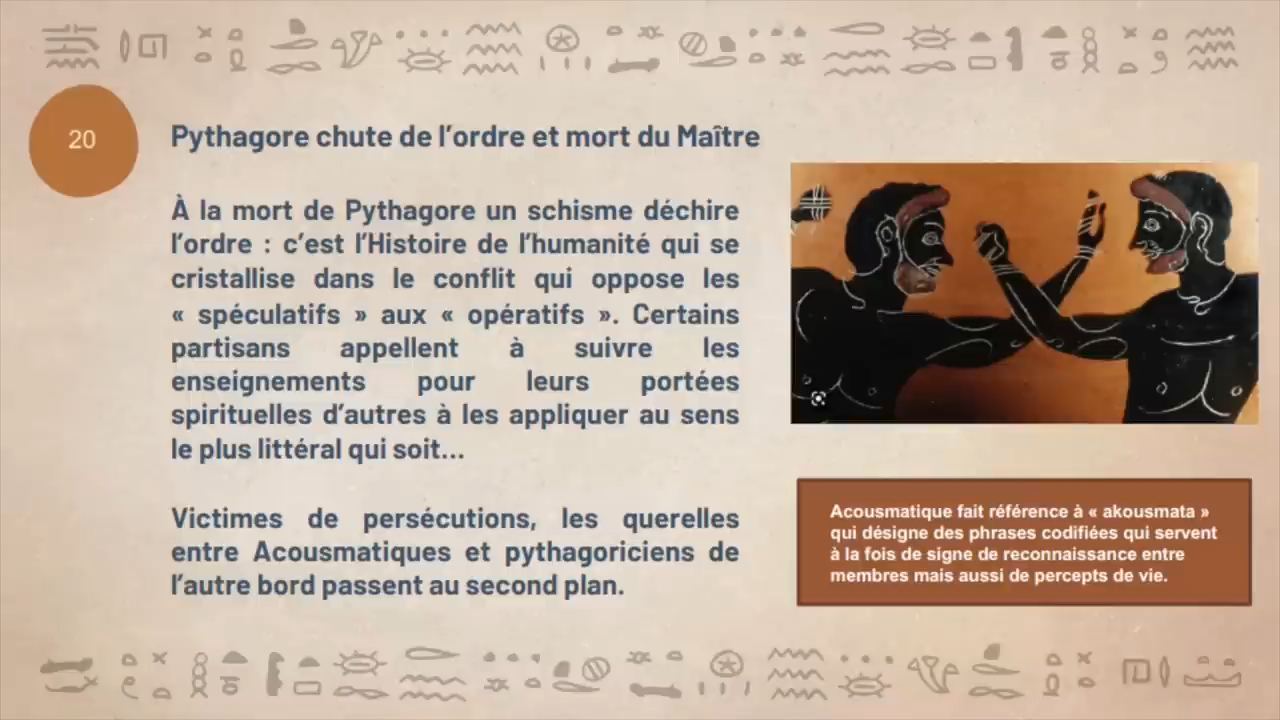 20
Pythagore chute de l’ordre et mort du Maître
À la mort de Pythagore un schisme déchire
l’ordre : c’est l’Histoire de l’humanité qui se
cristallise dans le conflit qui oppose les
« spéculatifs » aux « opératifs ». Certains
partisans appellent à suivre les
enseignements pour leurs portées
spirituelles d’autres à les appliquer au sens
le plus littéral qui soit...
Victimes de persécutions, les querelles
entre Acousmatiques et pythagoriciens de
l’autre bord passent au second plan.
Acousmatique fait référence à « akousmata »
qui désigne des phrases codifiées qui servent
à la fois de signe de reconnaissance entre
membres mais aussi de percepts de vie.